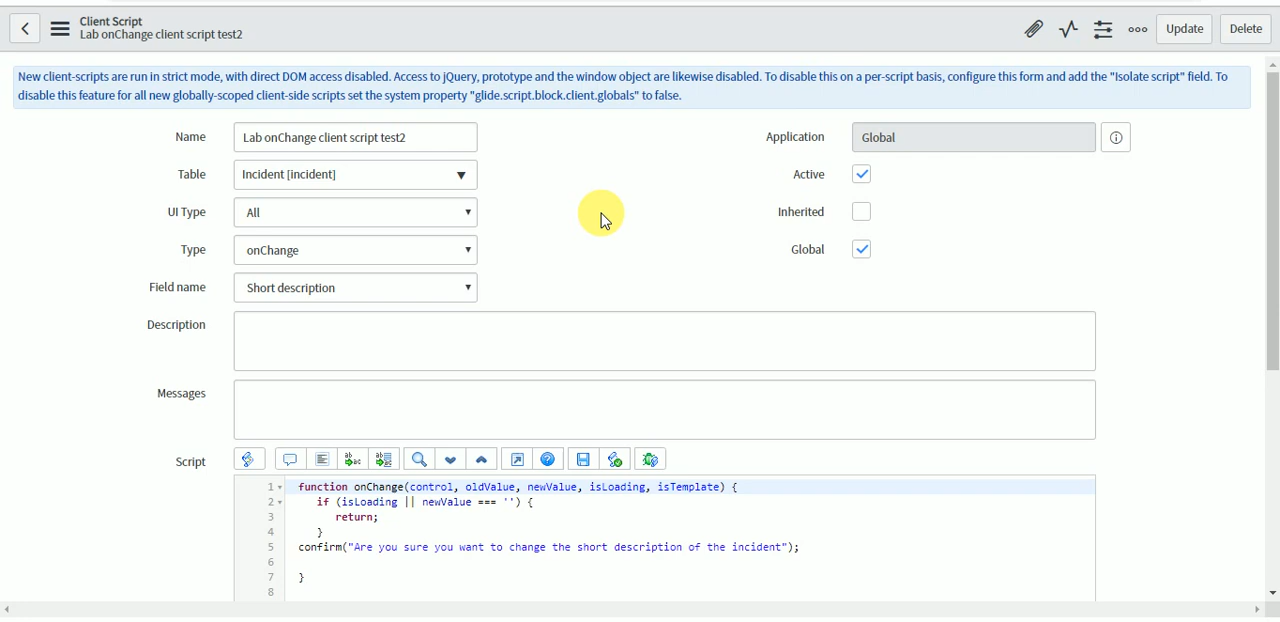 Client Script
Lab onChange client script test2
Update
Delete
New client-scripts are run in strict mode, with direct DOM access disabled. Access to jQuery, prototype and the window object are likewise disabled. To disable this on a per-script basis, configure this form and add the "Isolate script" field. To
disable this feature for all new globally-scoped client-side scripts set the system property "glide.script.block.client.globals" to false.
Name
Lab onChange client script test2
Application
Global
Table
Incident [incident]
Active
UI Type
All
Inherited
Type
onChange
Global
Field name
Short description
Description
Messages
Script
1 function onChange(control, oldValue, newValue, isLoading, isTemplate) {
2 if (isLoading || newValue === '') {
3 return;
4 }
5 confirm("Are you sure you want to change the short description of the incident");
6
7 }
8